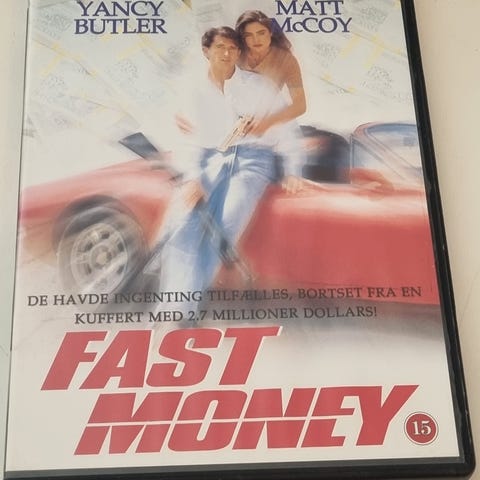 YANCY
BUTLER
MATT
McCOY
DE HAVDE INGENTING TILFÆLLES, BORTSET FRA EN
KUFFERT MED 2.7 MILLIONER DOLLARS!
FAST
MONEY
15